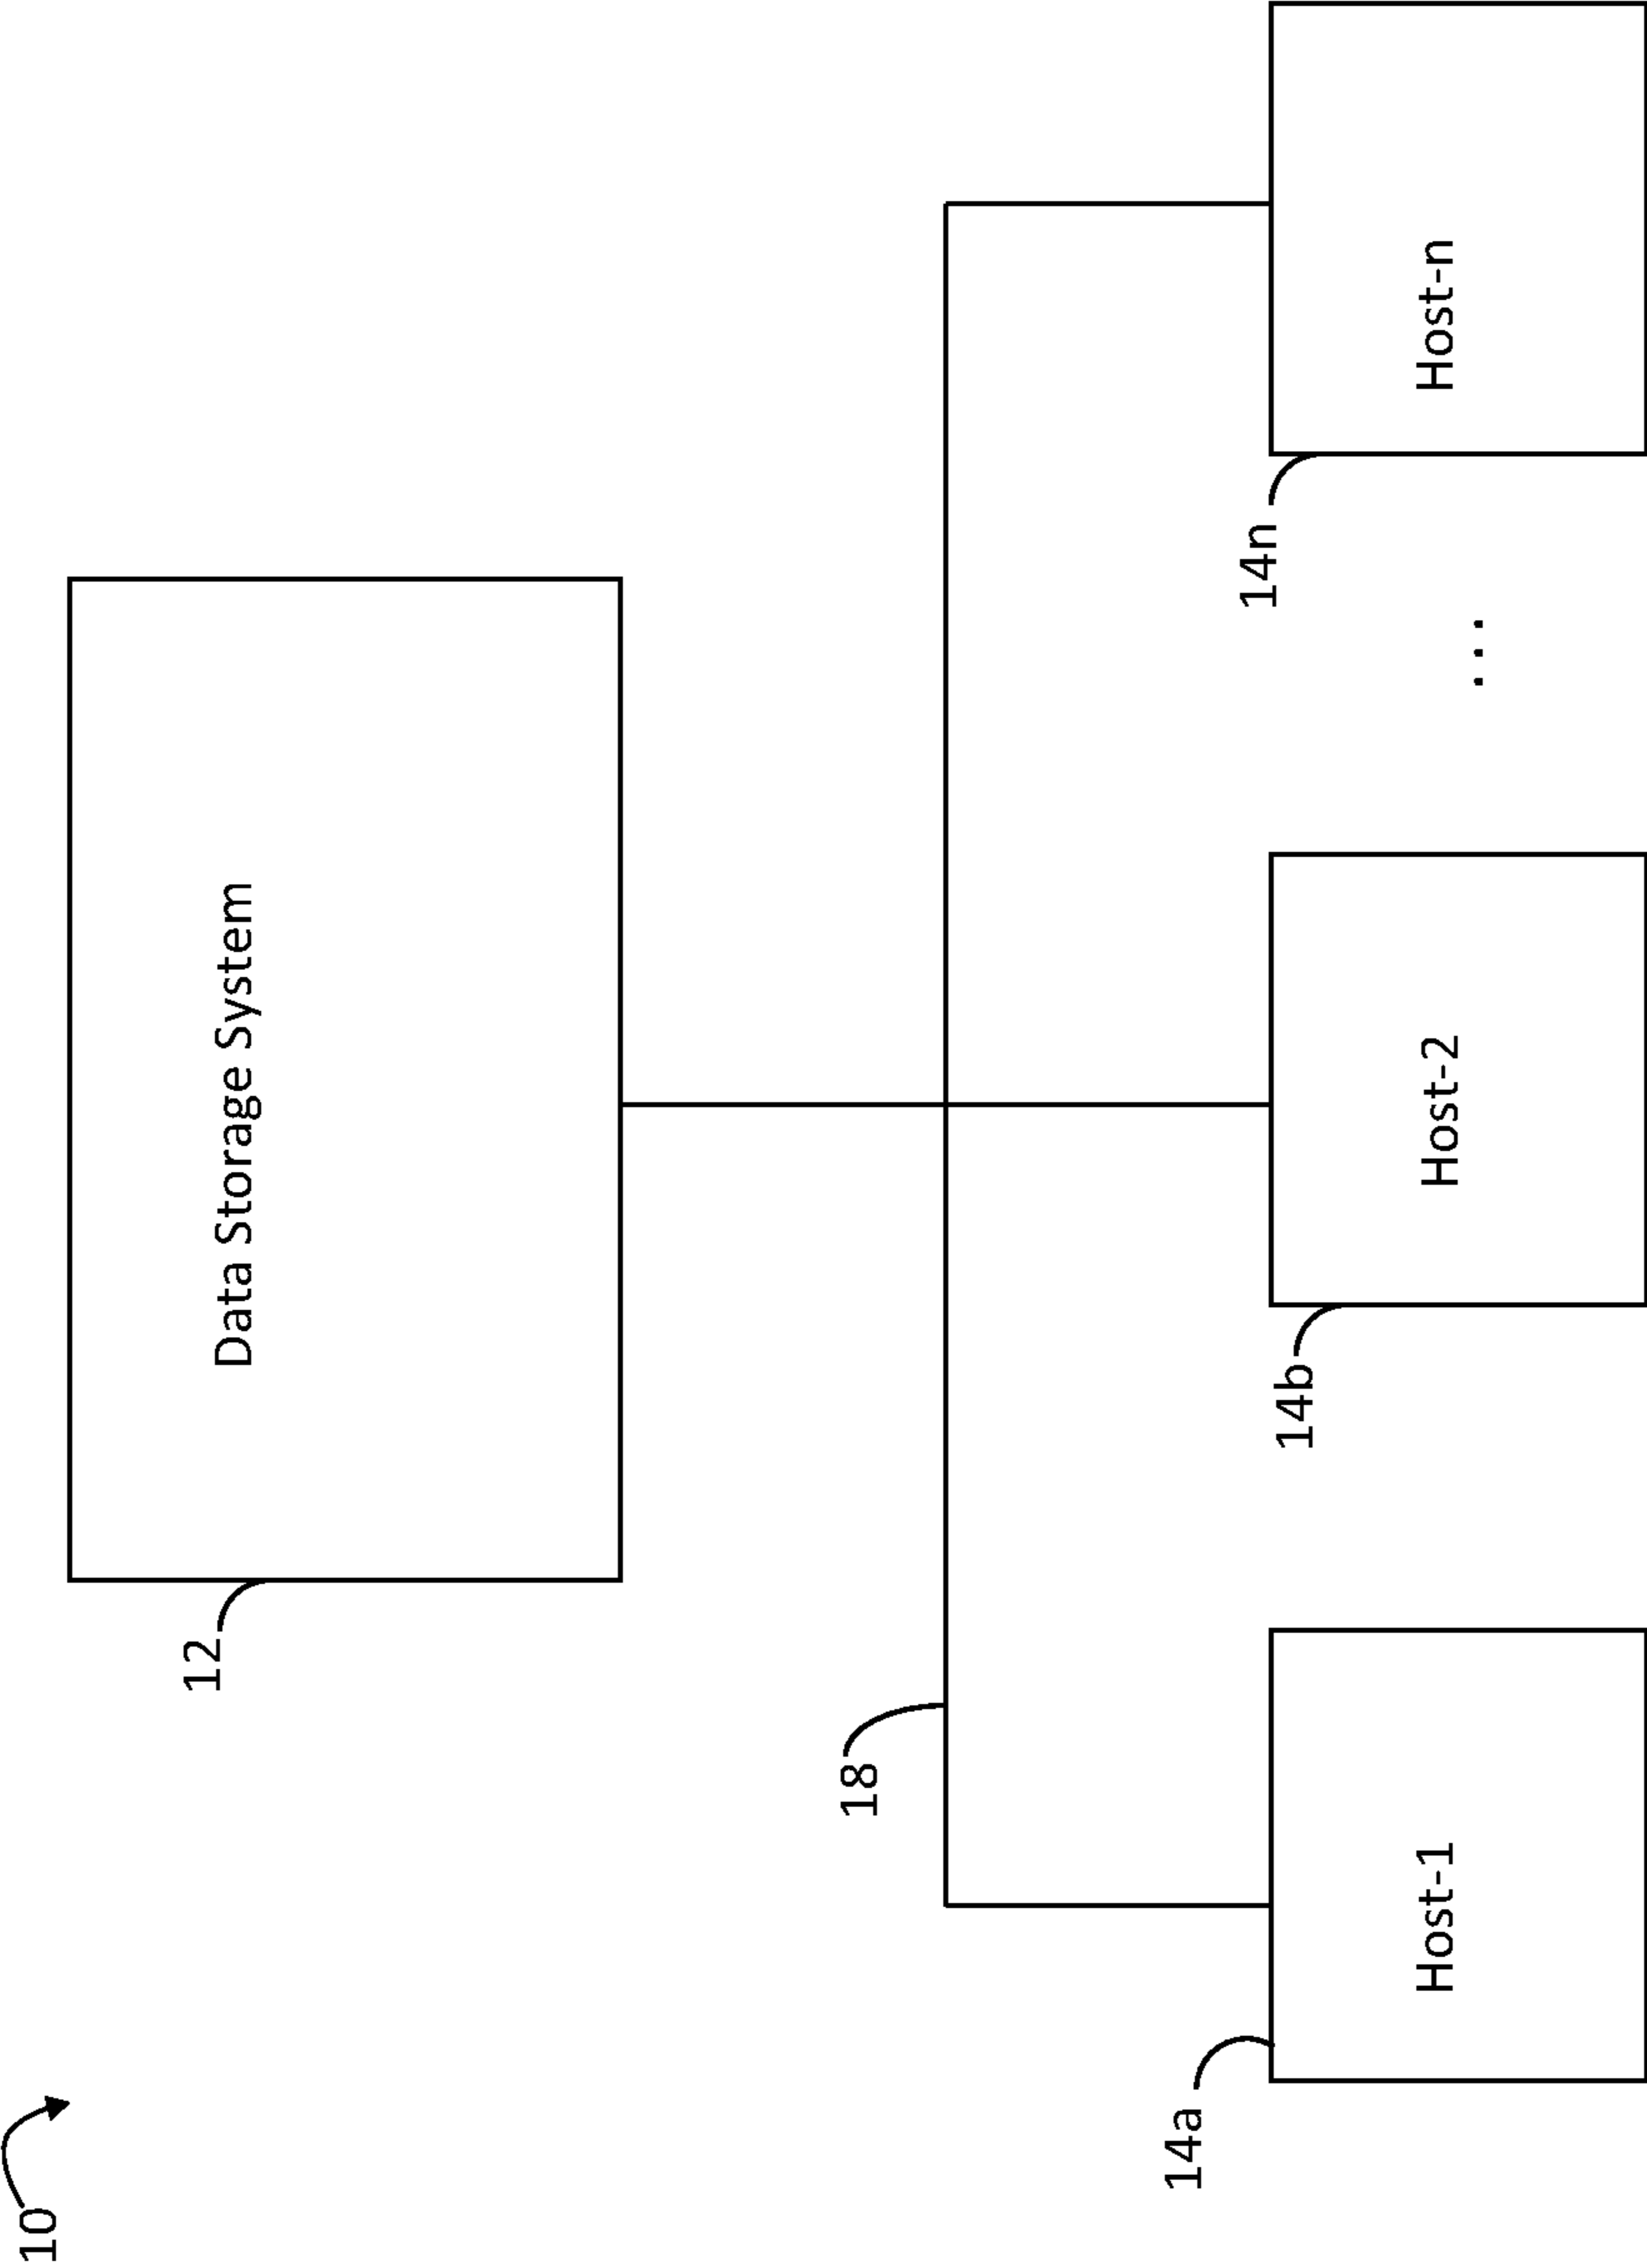 10
12
Data Storage System
18
14a
Host-1
14b
Host-2
14n
...
Host-n